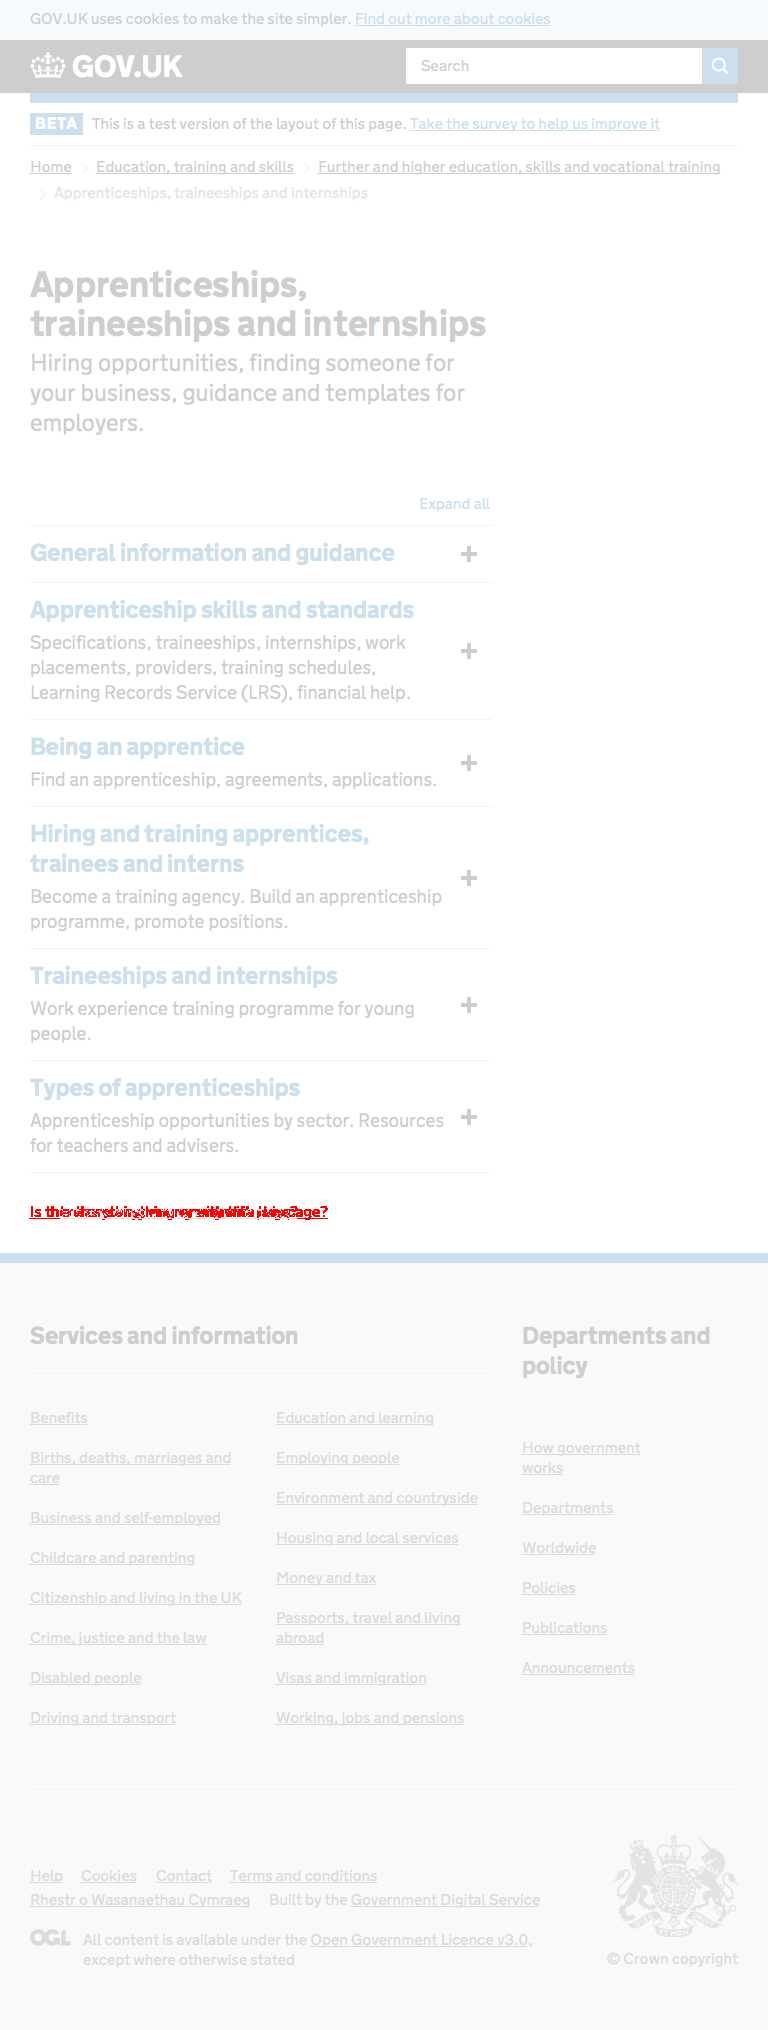 GOV.UK uses cookies to make the site simpler. Find out more about cookies
GOV.UK
Search
BETA This is a test version of the layout of this page. Take the survey to help us improve it
Home Education, training and skills Further and higher education, skills and vocational training
Apprenticeships, traineeships and internships
Apprenticeships,
traineeships and internships
Hiring opportunities, finding someone for
your business, guidance and templates for
employers.
Expand all
General information and guidance
Apprenticeship skills and standards
Specifications, traineeships, internships, work
placements, providers, training schedules,
Learning Records Service (LRS), financial help.
Being an apprentice
Find an apprenticeship, agreements, applications.
Hiring and training apprentices,
trainees and interns
Become a training agency. Build an apprenticeship
programme, promote positions.
Traineeships and internships
Work experience training programme for young
people.
Types of apprenticeships
Apprenticeship opportunities by sector. Resources
for teachers and advisers.
Is
Services and information
Benefits
Births, deaths, marriages and
care
Business and self-employed
Childcare and parenting
Citizenship and living in the UK
Crime, justice and the law
Disabled people
Driving and transport
Education and learning
Employing people
Environment and countryside
Housing and local services
Money and tax
Passports, travel and living
abroad
Visas and immigration
Working, jobs and pensions
Departments and
policy
How government
works
Departments
Worldwide
Policies
Publications
Announcements
Help Cookies Contact Terms and conditions
Rhestr o Wasanaethau Cymraeg Built by the Government Digital Service
OGL All content is available under the Open Government Licence v3.0,
except where otherwise stated
© Crown copyright